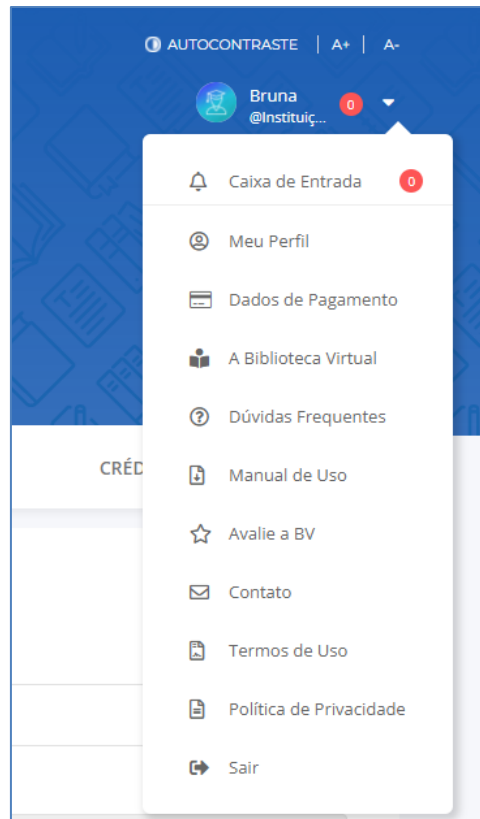 AUTOCONTRASTE | A+ | A-
Bruna
@Instituiç...
0
Caixa de Entrada 0
Meu Perfil
Dados de Pagamento
A Biblioteca Virtual
Dúvidas Frequentes
CRÉD
Manual de Uso
Avalie a BV
Contato
Termos de Uso
Política de Privacidade
Sair